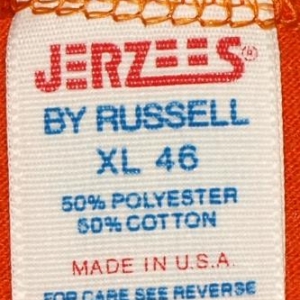 JERZEES®
BY RUSSELL
XL 46
50% POLYESTER
50% COTTON
MADE IN U.S.A.
FOR CARE SEE REVERSE